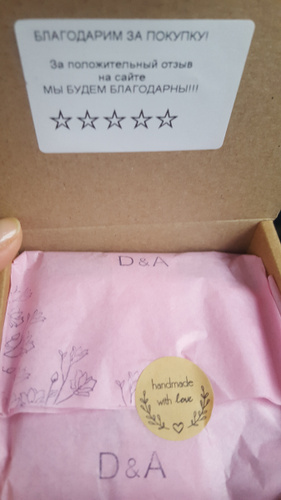 БЛАГОДАРИМ ЗА ПОКУПКУ!
За положительный отзыв
на сайте
МЫ БУДЕМ БЛАГОДАРНЫ!!!
D&A
handmade
with love
D&A